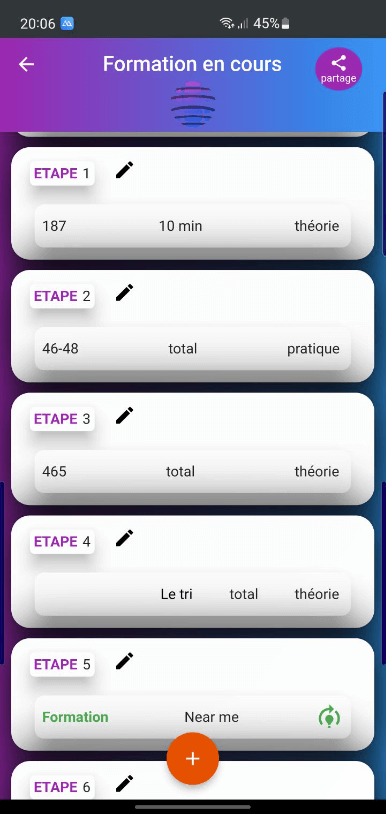 20:06 45%
Formation en cours
partage
ETAPE 1
187 10 min théorie
ETAPE 2
46-48 total pratique
ETAPE 3
465 total théorie
ETAPE 4
Le tri total théorie
ETAPE 5
Formation Near me
+
ETAPE 6